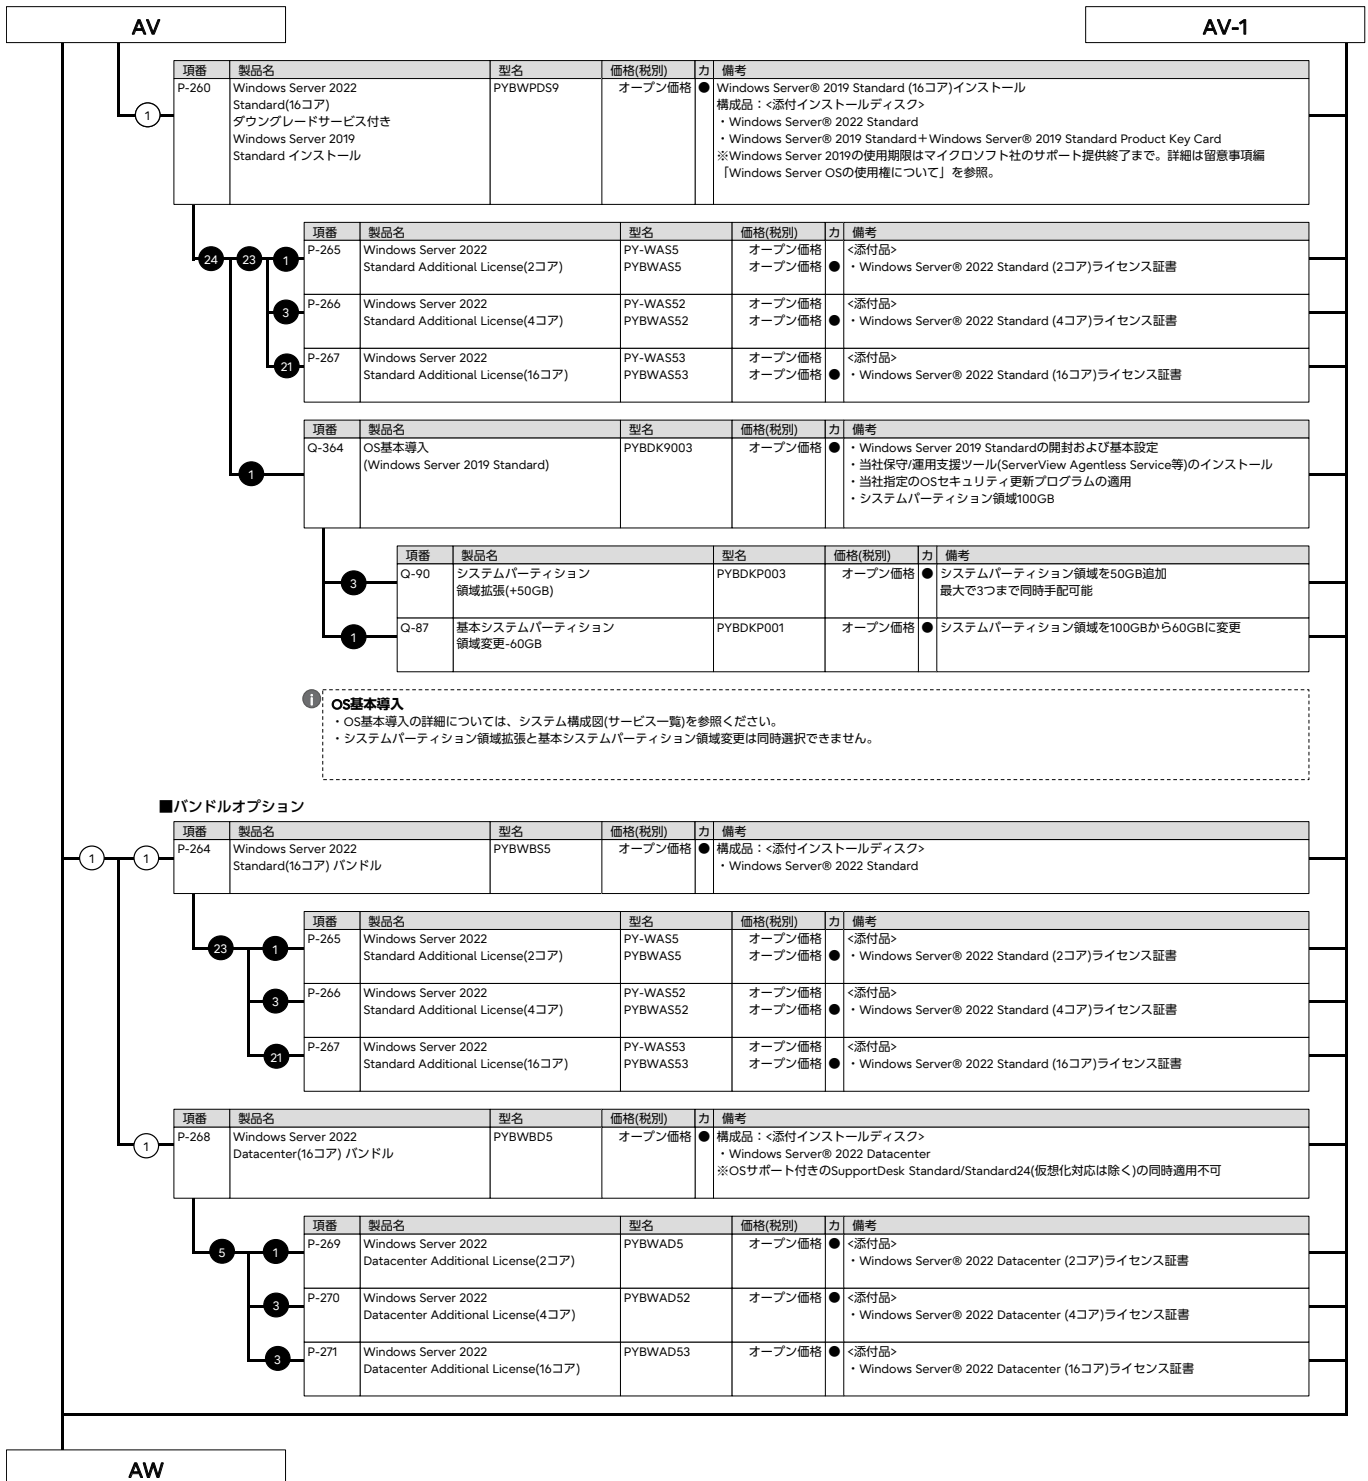 AV
AV-1
項番 製品名 型名 価格(税別) カ 備考
P-260 Windows Server 2022 PYBWPDS9 オープン価格 ● Windows Server® 2019 Standard (16コア)インストール
Standard(16コア) 構成品：<添付インストールディスク>
ダウングレードサービス付き ・Windows Server® 2022 Standard
Windows Server 2019 ・Windows Server® 2019 Standard＋Windows Server® 2019 Standard Product Key Card
Standard インストール ※Windows Server 2019の使用期限はマイクロソフト社のサポート提供終了まで。詳細は留意事項編
「Windows Server OSの使用権について」を参照。
1
項番 製品名 型名 価格(税別) カ 備考
24 23 1 P-265 Windows Server 2022 PY-WAS5 オープン価格 <添付品>
Standard Additional License(2コア) PYBWAS5 オープン価格 ● ・Windows Server® 2022 Standard (2コア)ライセンス証書
3 P-266 Windows Server 2022 PY-WAS52 オープン価格 <添付品>
Standard Additional License(4コア) PYBWAS52 オープン価格 ● ・Windows Server® 2022 Standard (4コア)ライセンス証書
21 P-267 Windows Server 2022 PY-WAS53 オープン価格 <添付品>
Standard Additional License(16コア) PYBWAS53 オープン価格 ● ・Windows Server® 2022 Standard (16コア)ライセンス証書
項番 製品名 型名 価格(税別) カ 備考
Q-364 OS基本導入 PYBDK9003 オープン価格 ● ・Windows Server 2019 Standardの開封および基本設定
(Windows Server 2019 Standard) ・当社保守/運用支援ツール(ServerView Agentless Service等)のインストール
1 ・当社指定のOSセキュリティ更新プログラムの適用
・システムパーティション領域100GB
項番 製品名 型名 価格(税別) カ 備考
3 Q-90 システムパーティション PYBDKP003 オープン価格 ● システムパーティション領域を50GB追加
領域拡張(+50GB) 最大で3つまで同時手配可能
1 Q-87 基本システムパーティション PYBDKP001 オープン価格 ● システムパーティション領域を100GBから60GBに変更
領域変更-60GB
i OS基本導入
・OS基本導入の詳細については、システム構成図(サービス一覧)を参照ください。
・システムパーティション領域拡張と基本システムパーティション領域変更は同時選択できません。
■バンドルオプション
項番 製品名 型名 価格(税別) カ 備考
1 1 P-264 Windows Server 2022 PYBWBS5 オープン価格 ● 構成品：<添付インストールディスク>
Standard(16コア) バンドル ・Windows Server® 2022 Standard
項番 製品名 型名 価格(税別) カ 備考
23 1 P-265 Windows Server 2022 PY-WAS5 オープン価格 <添付品>
Standard Additional License(2コア) PYBWAS5 オープン価格 ● ・Windows Server® 2022 Standard (2コア)ライセンス証書
3 P-266 Windows Server 2022 PY-WAS52 オープン価格 <添付品>
Standard Additional License(4コア) PYBWAS52 オープン価格 ● ・Windows Server® 2022 Standard (4コア)ライセンス証書
21 P-267 Windows Server 2022 PY-WAS53 オープン価格 <添付品>
Standard Additional License(16コア) PYBWAS53 オープン価格 ● ・Windows Server® 2022 Standard (16コア)ライセンス証書
項番 製品名 型名 価格(税別) カ 備考
1 P-268 Windows Server 2022 PYBWBD5 オープン価格 ● 構成品：<添付インストールディスク>
Datacenter(16コア) バンドル ・Windows Server® 2022 Datacenter
※OSサポート付きのSupportDesk Standard/Standard24(仮想化対応は除く)の同時適用不可
項番 製品名 型名 価格(税別) カ 備考
5 1 P-269 Windows Server 2022 PYBWAD5 オープン価格 ● <添付品>
Datacenter Additional License(2コア) ・Windows Server® 2022 Datacenter (2コア)ライセンス証書
3 P-270 Windows Server 2022 PYBWAD52 オープン価格 ● <添付品>
Datacenter Additional License(4コア) ・Windows Server® 2022 Datacenter (4コア)ライセンス証書
3 P-271 Windows Server 2022 PYBWAD53 オープン価格 ● <添付品>
Datacenter Additional License(16コア) ・Windows Server® 2022 Datacenter (16コア)ライセンス証書
AW